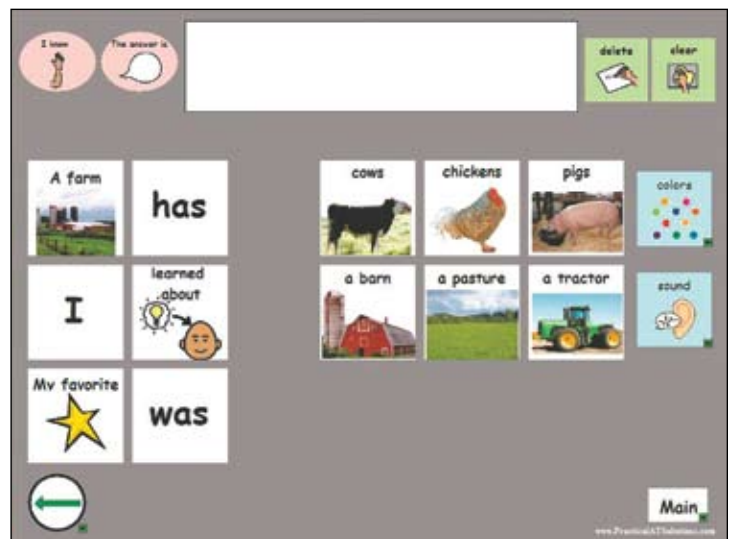 I know
The answer is
delete
clear
A farm
has
cows
chickens
pigs
colors
I
learned
about
a barn
a pasture
a tractor
sound
My favorite
was
Main
www.PracticalATSolutions.com